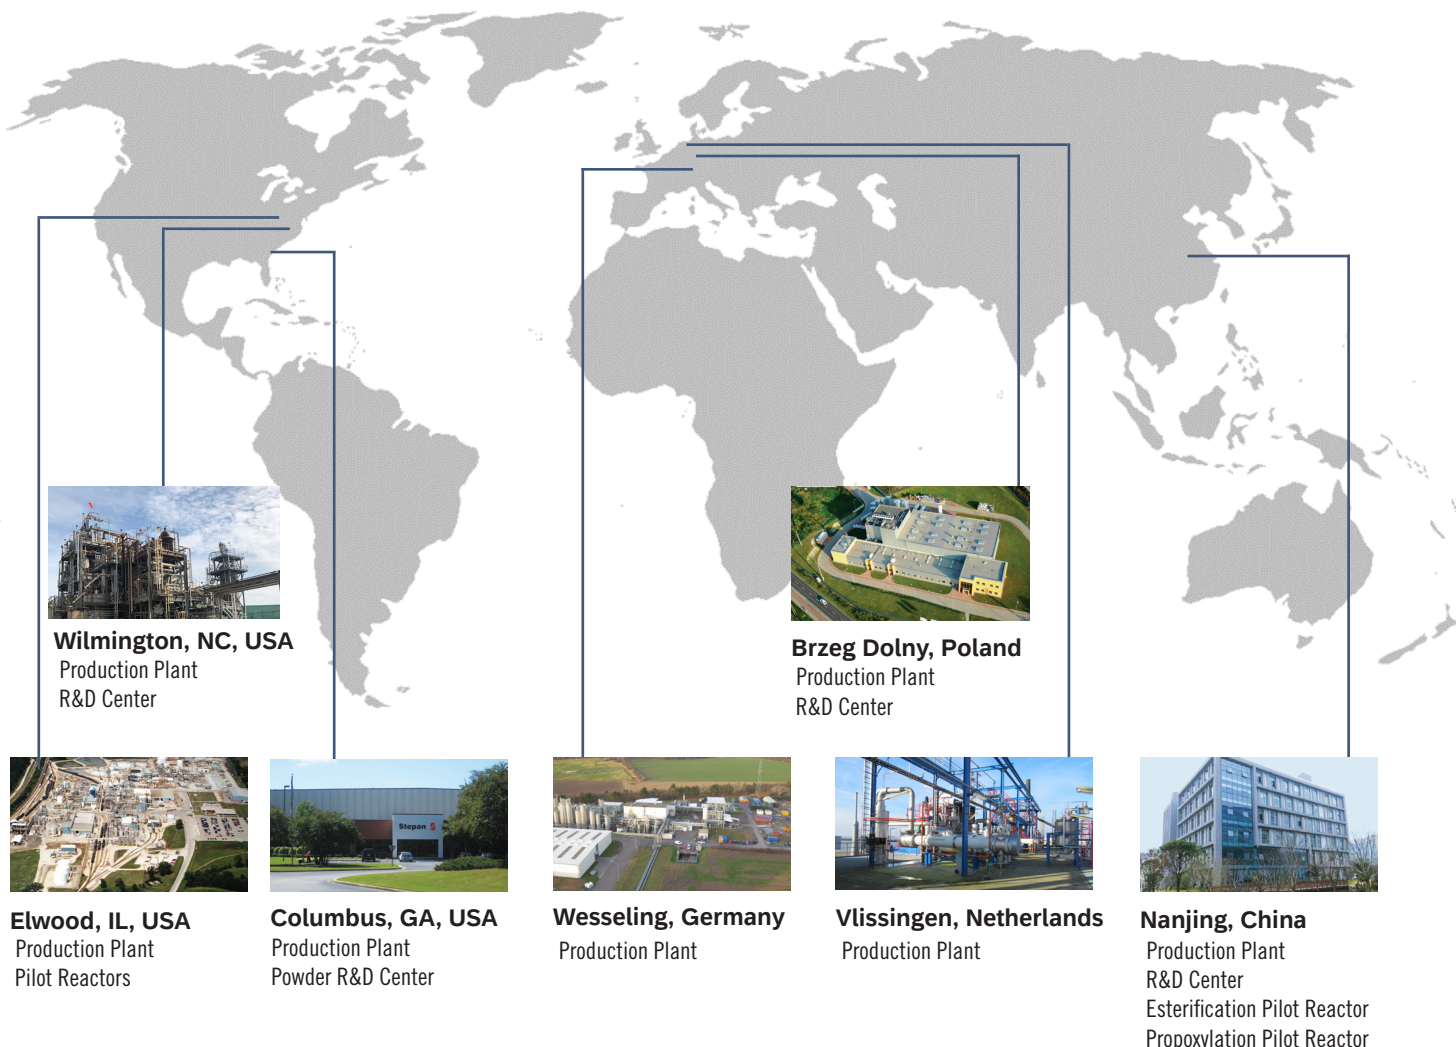 Wilmington, NC, USA
Production Plant
R&D Center
Brzeg Dolny, Poland
Production Plant
R&D Center
Stepan
Elwood, IL, USA
Production Plant
Pilot Reactors
Columbus, GA, USA
Production Plant
Powder R&D Center
Wesseling, Germany
Production Plant
Vlissingen, Netherlands
Production Plant
Nanjing, China
Production Plant
R&D Center
Esterification Pilot Reactor
Propoxylation Pilot Reactor